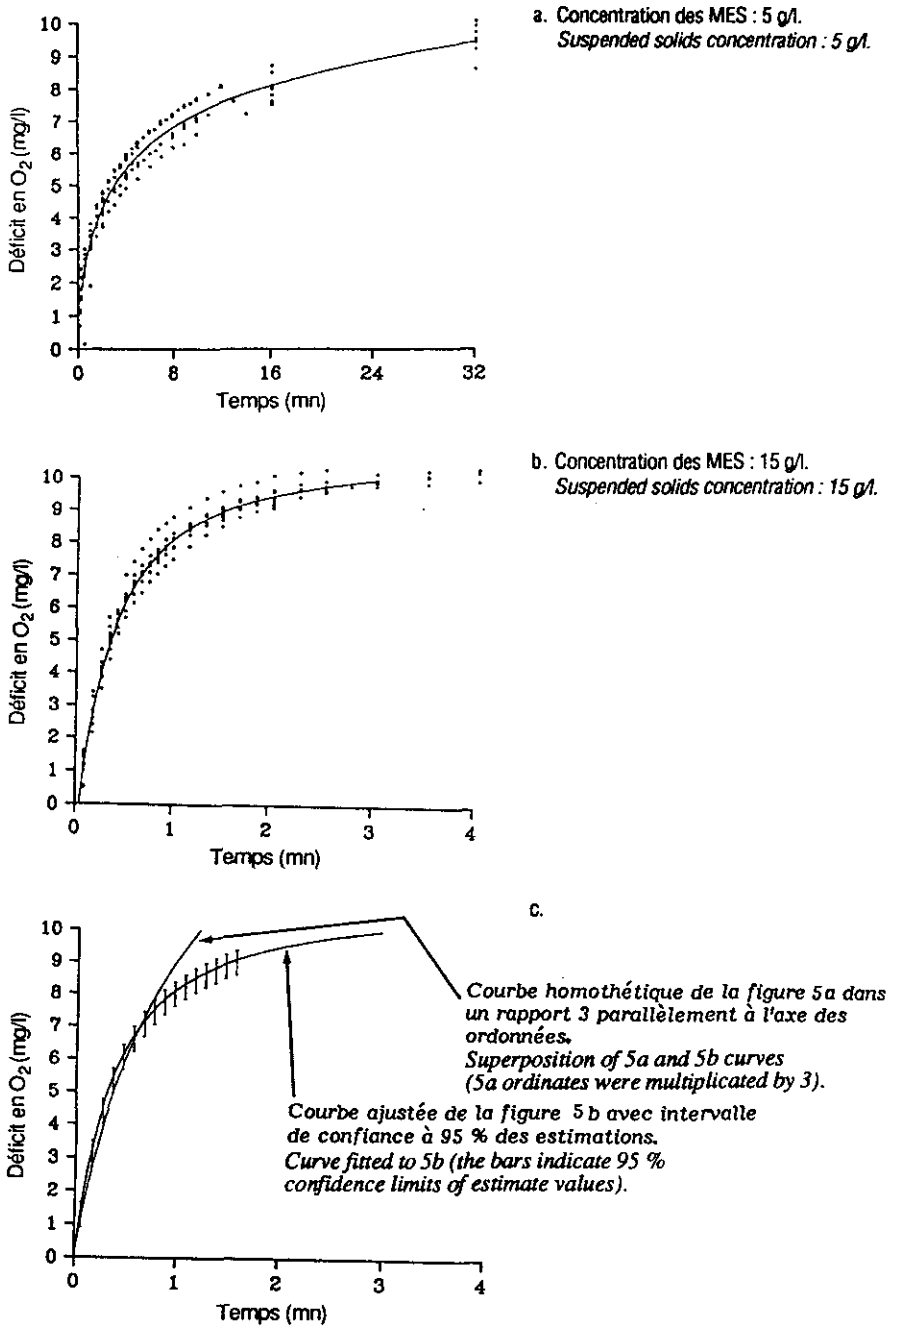 a. Concentration des MES : 5 g/l.
Suspended solids concentration : 5 g/l.
10
9
8
7
6
5
4
3
2
1
0
Déficit en O2 (mg/l)
0 8 16 24 32
Temps (mn)
b. Concentration des MES : 15 g/l.
Suspended solids concentration : 15 g/l.
10
9
8
7
6
5
4
3
2
1
0
Déficit en O2 (mg/l)
0 1 2 3 4
Temps (mn)
c.
10
9
8
7
6
5
4
3
2
1
0
Déficit en O2 (mg/l)
Courbe homothétique de la figure 5a dans
un rapport 3 parallèlement à l'axe des
ordonnées.
Superposition of 5a and 5b curves
(5a ordinates were multiplicated by 3).
Courbe ajustée de la figure 5b avec intervalle
de confiance à 95 % des estimations.
Curve fitted to 5b (the bars indicate 95 %
confidence limits of estimate values).
0 1 2 3 4
Temps (mn)